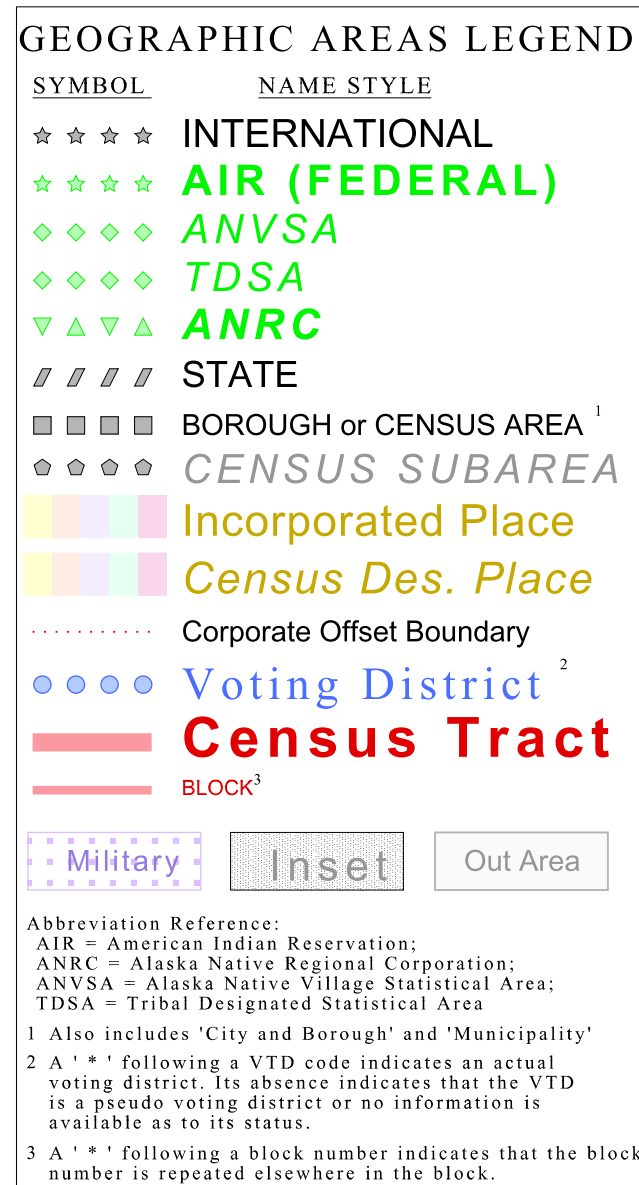 GEOGRAPHIC AREAS LEGEND
SYMBOL NAME STYLE
INTERNATIONAL
AIR (FEDERAL)
ANVSA
TDSA
ANRC
STATE
BOROUGH or CENSUS AREA 1
CENSUS SUBAREA
Incorporated Place
Census Des. Place
Corporate Offset Boundary
Voting District 2
Census Tract
BLOCK3
Military Inset Out Area
Abbreviation Reference:
AIR = American Indian Reservation;
ANRC = Alaska Native Regional Corporation;
ANVSA = Alaska Native Village Statistical Area;
TDSA = Tribal Designated Statistical Area
1 Also includes 'City and Borough' and 'Municipality'
2 A ' * ' following a VTD code indicates an actual
voting district. Its absence indicates that the VTD
is a pseudo voting district or no information is
available as to its status.
3 A ' * ' following a block number indicates that the block
number is repeated elsewhere in the block.